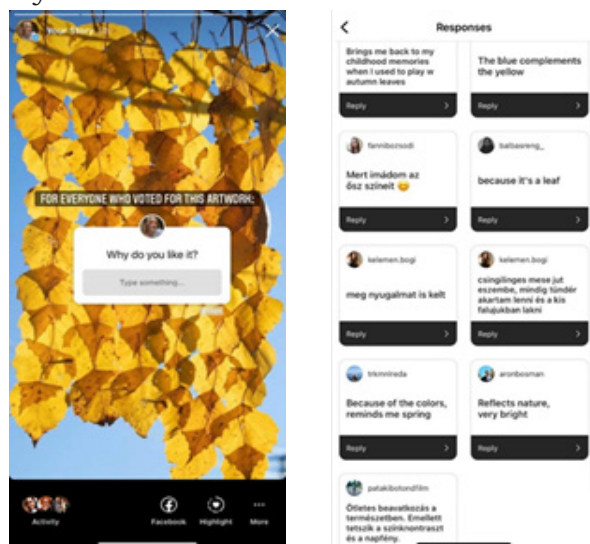 Your Story
FOR EVERYONE WHO VOTED FOR THIS ARTWORK:
Why do you like it?
Type something...
Activity
Facebook
Highlight
More
Responses
Brings me back to my
childhood memories
when I used to play w
autumn leaves
Reply
The blue complements
the yellow
Reply
fannibozsodi
Mert imádom az
ősz színeit 😊
Reply
balbasreng_
because it's a leaf
Reply
kelemen.bogi
meg nyugalmat is kelt
Reply
kelemen.bogi
csingilinges mese jut
eszembe, mindig tündér
akartam lenni és a kis
falujukban lakni
Reply
trkmnlreda
Because of the colors,
reminds me spring
Reply
aronbosman
Reflects nature,
very bright
Reply
patakibotondfilm
Ötletes beavatkozás a
természetben. Emellett
tetszik a színkontraszt
és a napfény.